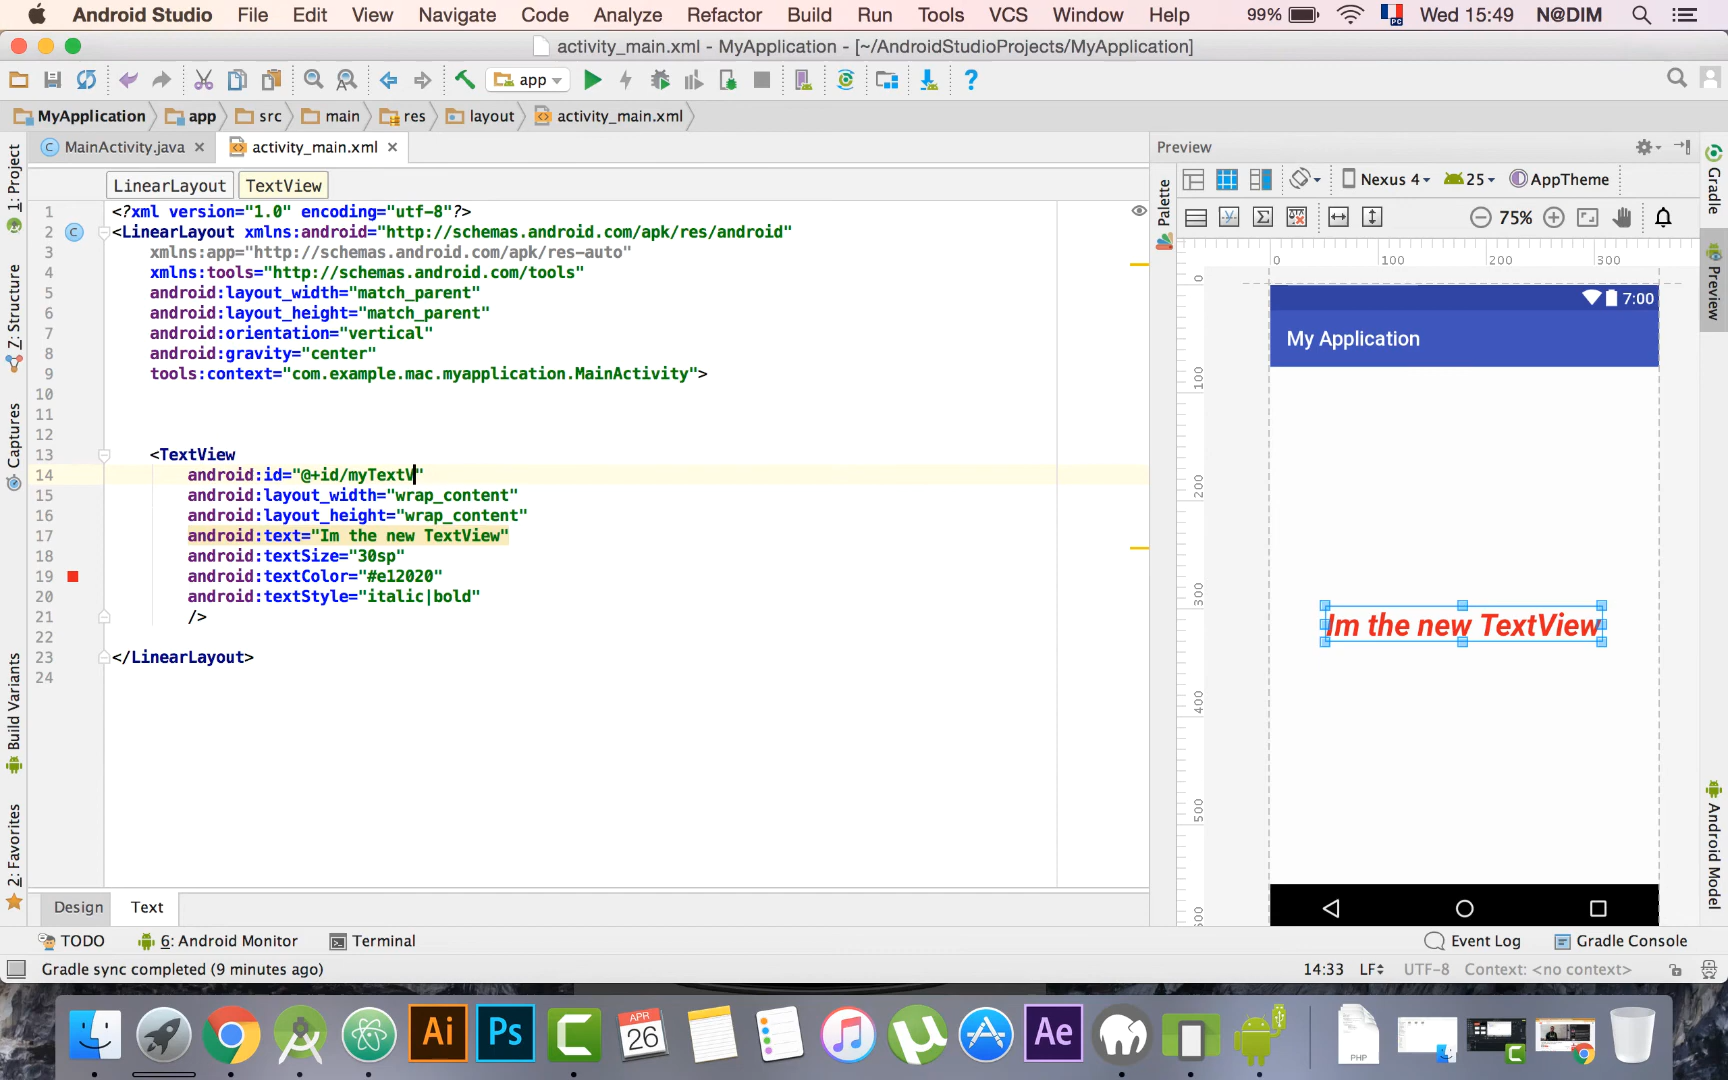 Android Studio File Edit View Navigate Code Analyze Refactor Build Run Tools VCS Window Help 99% PC Wed 15:49 N@DIM
activity_main.xml - MyApplication - [~/AndroidStudioProjects/MyApplication]
app
MyApplication app src main res layout activity_main.xml
MainActivity.java activity_main.xml
LinearLayout TextView
1 <?xml version="1.0" encoding="utf-8"?>
2 <LinearLayout xmlns:android="http://schemas.android.com/apk/res/android"
3 xmlns:app="http://schemas.android.com/apk/res-auto"
4 xmlns:tools="http://schemas.android.com/tools"
5 android:layout_width="match_parent"
6 android:layout_height="match_parent"
7 android:orientation="vertical"
8 android:gravity="center"
9 tools:context="com.example.mac.myapplication.MainActivity">
10
11
12
13 <TextView
14 android:id="@+id/myTextV"
15 android:layout_width="wrap_content"
16 android:layout_height="wrap_content"
17 android:text="Im the new TextView"
18 android:textSize="30sp"
19 android:textColor="#e12020"
20 android:textStyle="italic|bold"
21 />
22
23 </LinearLayout>
24
1: Project
Z: Structure
Captures
Build Variants
2: Favorites
Preview
Palette
Nexus 4 25 AppTheme
75%
0 100 200 300
0
100
200
300
400
500
7:00
My Application
Im the new TextView
Gradle
Preview
Android Model
Design Text
TODO 6: Android Monitor Terminal Event Log Gradle Console
Gradle sync completed (9 minutes ago) 14:33 LF UTF-8 Context: <no context>
Ai Ps APR 26 Ae PHP